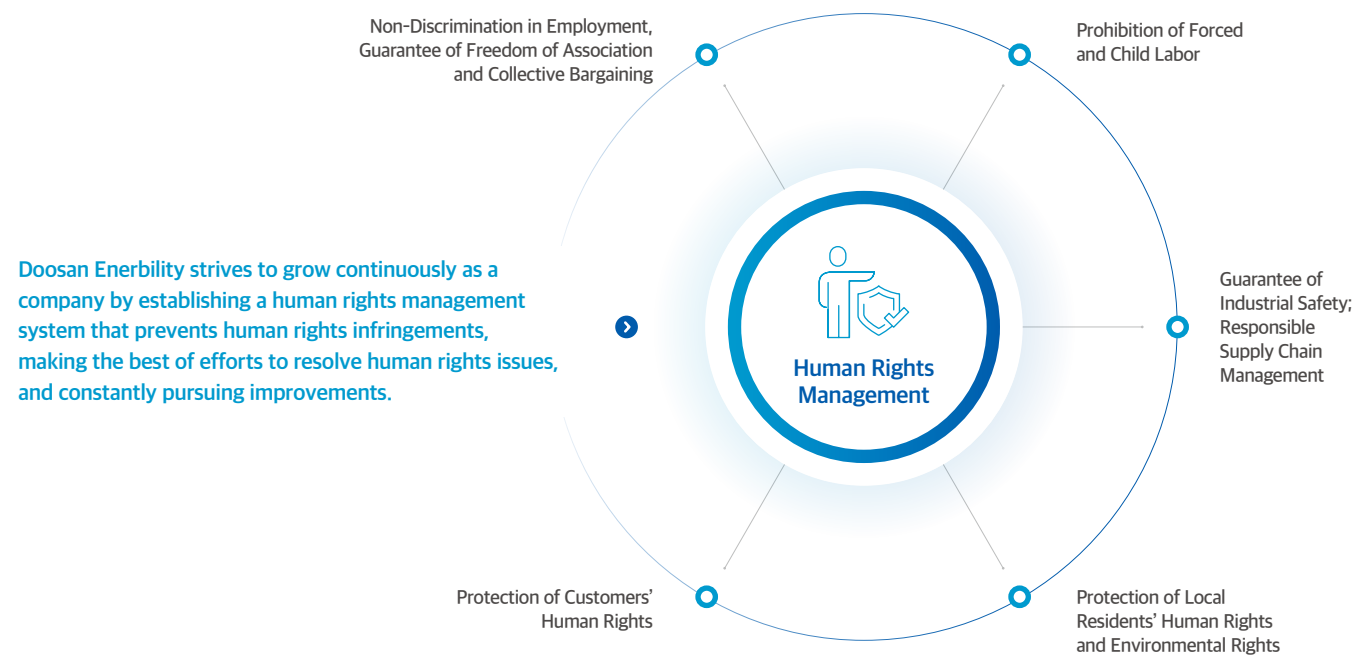 Non-Discrimination in Employment,
Guarantee of Freedom of Association
and Collective Bargaining
Prohibition of Forced
and Child Labor
Doosan Enerbility strives to grow continuously as a
company by establishing a human rights management
system that prevents human rights infringements,
making the best of efforts to resolve human rights issues,
and constantly pursuing improvements.
Human Rights
Management
Guarantee of
Industrial Safety;
Responsible
Supply Chain
Management
Protection of Customers’
Human Rights
Protection of Local
Residents’ Human Rights
and Environmental Rights